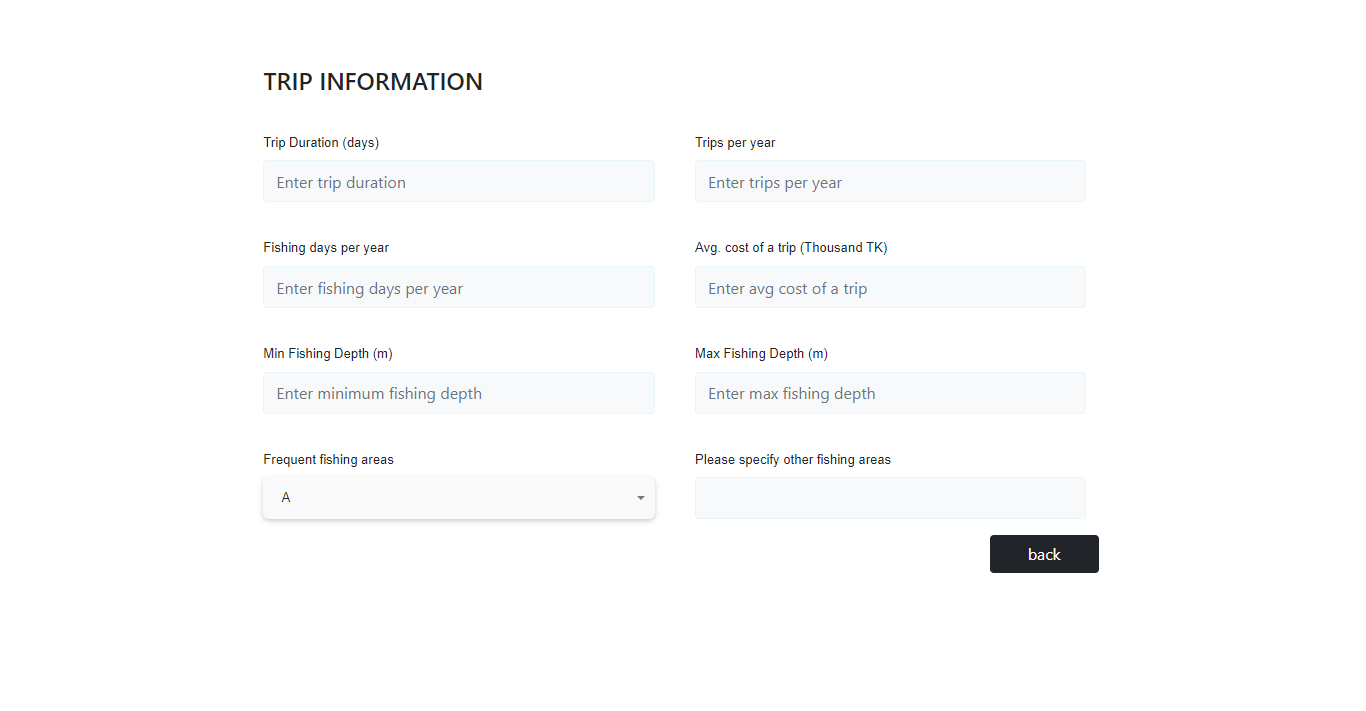 TRIP INFORMATION
Trip Duration (days)
Trips per year
Enter trip duration
Enter trips per year
Fishing days per year
Avg. cost of a trip (Thousand TK)
Enter fishing days per year
Enter avg cost of a trip
Min Fishing Depth (m)
Max Fishing Depth (m)
Enter minimum fishing depth
Enter max fishing depth
Frequent fishing areas
Please specify other fishing areas
A
back